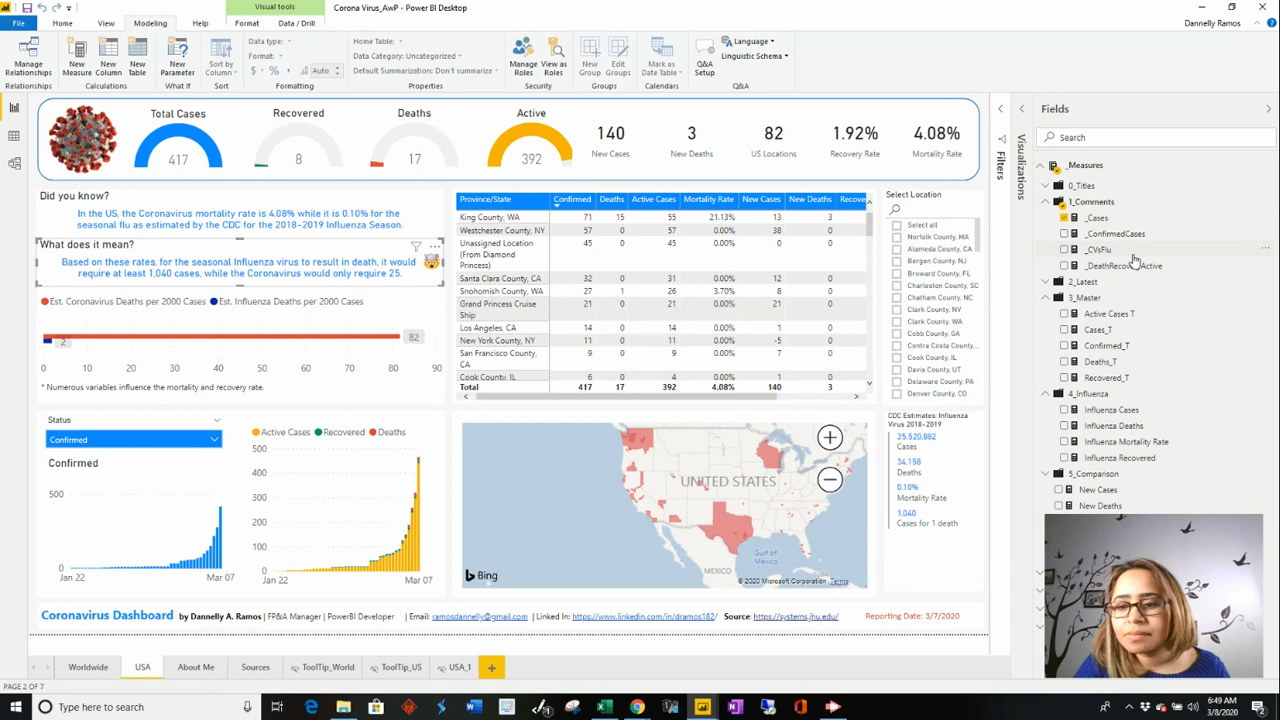 Visual tools
Corona Virus_AwP - Power BI Desktop
File
Home
View
Modeling
Help
Format
Data / Drill
Dannelly Ramos
Manage Relationships
New Measure
New Column
New Table
New Parameter
Sort by Column
Data type:
Format:
$ % , Auto
Home Table:
Data Category: Uncategorized
Default Summarization: Don't summarize
Manage Roles
View as Roles
New Group
Edit Groups
Mark as Date Table
Q&A Setup
Language
Linguistic Schema
Relationships
Calculations
What If
Sort
Formatting
Properties
Security
Groups
Calendars
Q&A
Total Cases
417
Recovered
8
Deaths
17
Active
392
140
New Cases
3
New Deaths
82
US Locations
1.92%
Recovery Rate
4.08%
Mortality Rate
Did you know?
In the US, the Coronavirus mortality rate is 4.08% while it is 0.10% for the
seasonal flu as estimated by the CDC for the 2018-2019 Influenza Season.
What does it mean?
Based on these rates, for the seasonal Influenza virus to result in death, it would
require at least 1,040 cases, while the Coronavirus would only require 25.
Est. Coronavirus Deaths per 2000 Cases
Est. Influenza Deaths per 2000 Cases
82
2
0 10 20 30 40 50 60 70 80 90
* Numerous variables influence the mortality and recovery rate.
Province/State Confirmed Deaths Active Cases Mortality Rate New Cases New Deaths Recove
King County, WA 71 15 55 21.13% 13 3
Westchester County, NY 57 0 57 0.00% 38 0
Unassigned Location 45 0 45 0.00% 0 0
(From Diamond
Princess)
Santa Clara County, CA 32 0 31 0.00% 12 0
Snohomish County, WA 27 1 26 3.70% 8 0
Grand Princess Cruise 21 0 21 0.00% 21 0
Ship
Los Angeles, CA 14 0 14 0.00% 1 0
New York County, NY 11 0 11 0.00% -5 0
San Francisco County, 9 0 9 0.00% 7 0
CA
Cook County, IL 6 0 4 0.00% 1 0
Total 417 17 392 4.08% 140 3
Select Location
Select all
Norfolk County, MA
Alameda County, CA
Bergen County, NJ
Broward County, FL
Charleston County, SC
Chatham County, NC
Clark County, NV
Clark County, WA
Cobb County, GA
Contra Costa County...
Cook County, IL
Davis County, UT
Delaware County, PA
Denver County, CO
Status
Confirmed
Confirmed
500
0
Jan 22
Mar 07
Active Cases
Recovered
Deaths
500
400
300
200
100
0
Jan 22
Mar 07
UNITED STATES
MEXICO
Gulf of
Mexico
Bing
© 2020 Microsoft Corporation Terms
CDC Estimates: Influenza
Virus 2018-2019
35,520,882
Cases
34,158
Deaths
0.10%
Mortality Rate
1,040
Cases for 1 death
Coronavirus Dashboard by Dannelly A. Ramos | FP&A Manager | PowerBI Developer | Email: ramosdannelly@gmail.com | Linked In: https://www.linkedin.com/in/dramos182/ Source: https://systems.jhu.edu/ Reporting Date: 3/7/2020
Filters
Visualizations
Fields
Search
_Measures
0_Titles
1_Comments
_Cases
_ConfirmedCases
_CVsFlu
Active
2_Latest
3_Master
Active Cases T
Cases_T
Confirmed_T
Deaths_T
Recovered_T
4_Influenza
Influenza Cases
Influenza Deaths
Influenza Mortality Rate
Influenza Recovered
5_Comparison
New Cases
New Deaths
Worldwide
USA
About Me
Sources
ToolTip_World
ToolTip_US
USA_1
PAGE 2 OF 7
Type here to search
6:49 AM
3/8/2020